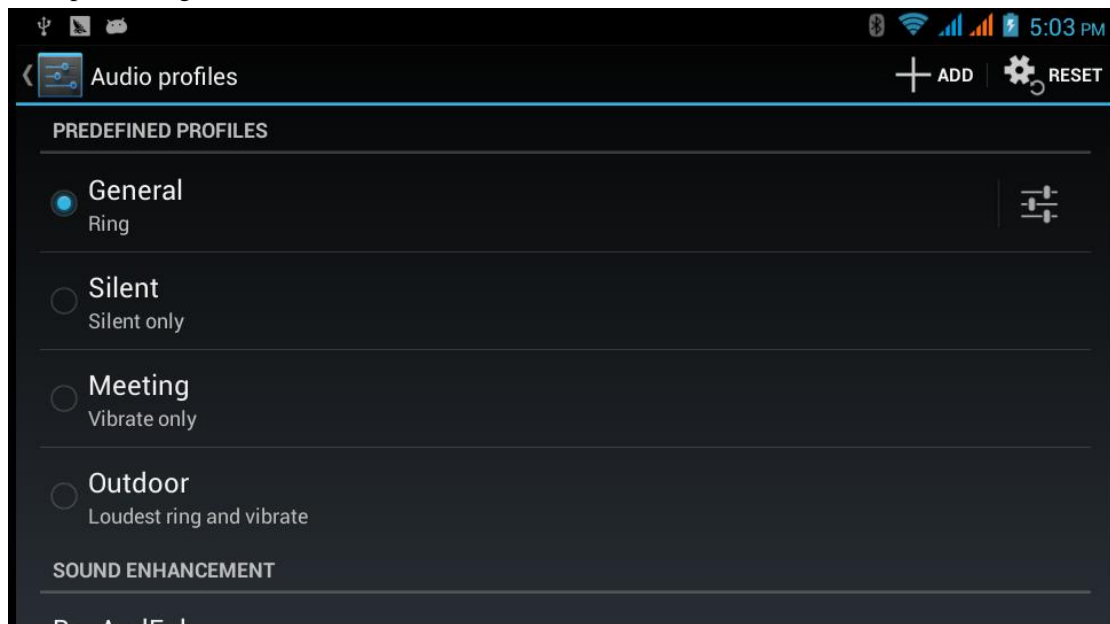 5:03 PM
Audio profiles
ADD
RESET
PREDEFINED PROFILES
General
Ring
Silent
Silent only
Meeting
Vibrate only
Outdoor
Loudest ring and vibrate
SOUND ENHANCEMENT